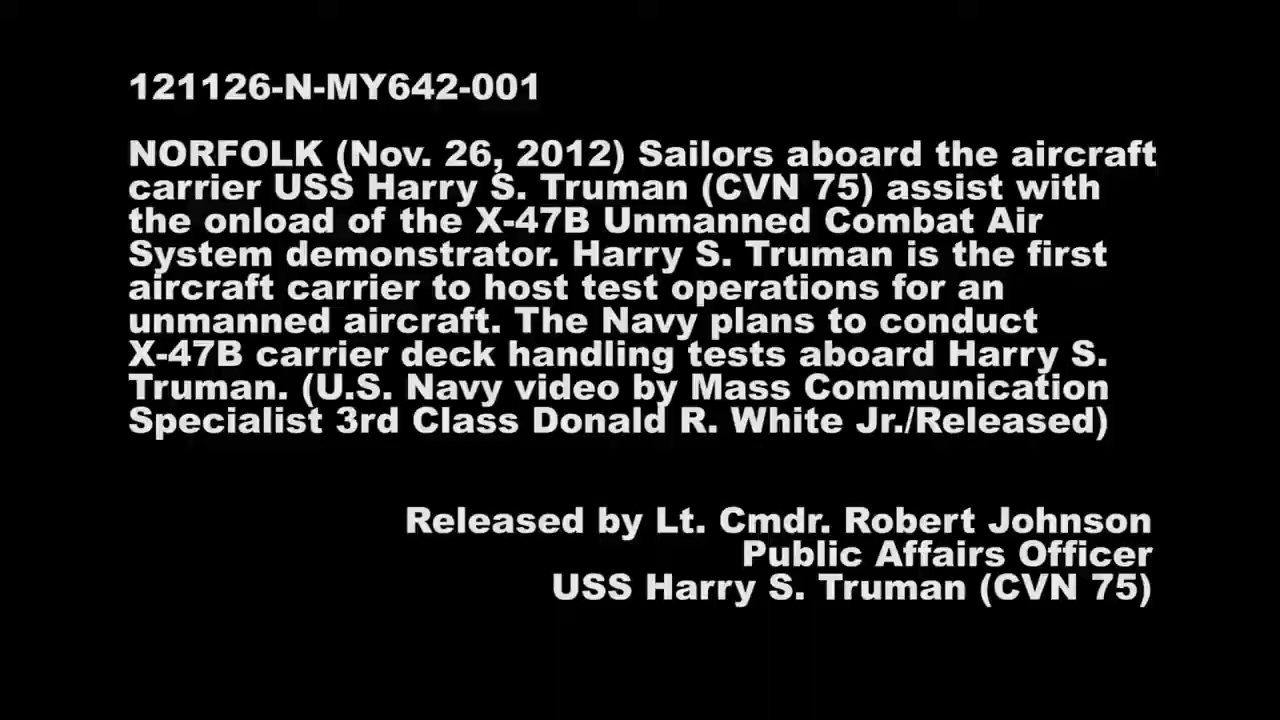 121126-N-MY642-001
NORFOLK (Nov. 26, 2012) Sailors aboard the aircraft
carrier USS Harry S. Truman (CVN 75) assist with
the onload of the X-47B Unmanned Combat Air
System demonstrator. Harry S. Truman is the first
aircraft carrier to host test operations for an
unmanned aircraft. The Navy plans to conduct
X-47B carrier deck handling tests aboard Harry S.
Truman. (U.S. Navy video by Mass Communication
Specialist 3rd Class Donald R. White Jr./Released)
Released by Lt. Cmdr. Robert Johnson
Public Affairs Officer
USS Harry S. Truman (CVN 75)